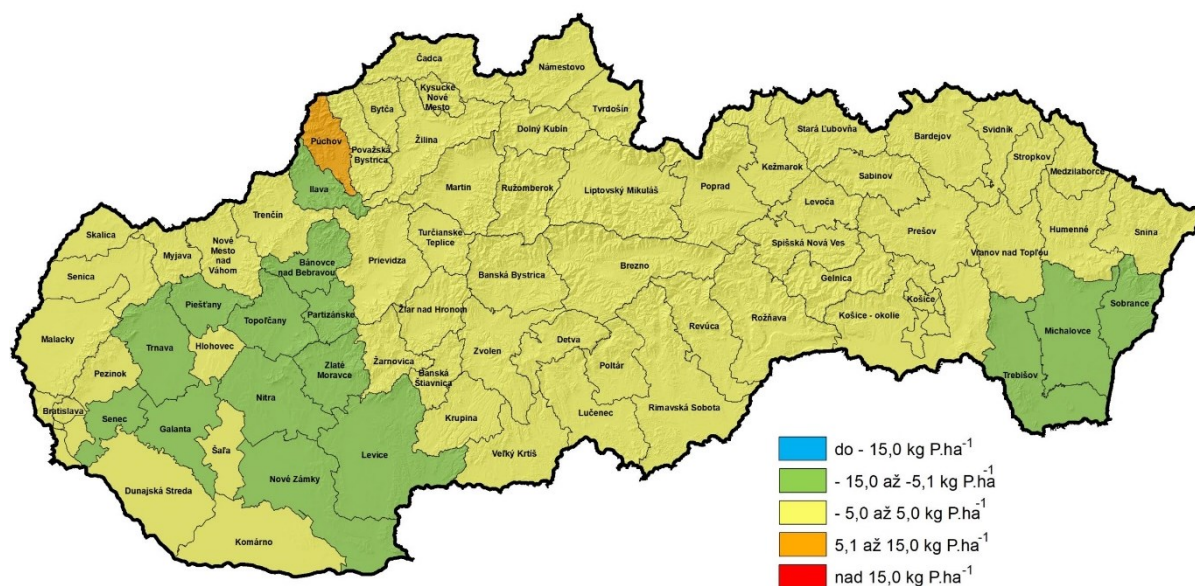 Čadca
Námestovo
Kysucké
Nové
Mesto
Bytča
Tvrdošín
Púchov
Považská
Bystrica
Žilina
Dolný Kubín
Stará Ľubovňa
Bardejov
Svidník
Stropkov
Medzilaborce
Kežmarok
Sabinov
Ilava
Martin
Ružomberok
Liptovský Mikuláš
Poprad
Levoča
Trenčín
Turčianske
Teplice
Prešov
Humenné
Snina
Skalica
Myjava
Nové
Mesto
nad
Váhom
Bánovce
nad Bebravou
Prievidza
Banská Bystrica
Brezno
Spišská Nová Ves
Gelnica
Vranov nad Topľou
Senica
Piešťany
Topoľčany
Partizánske
Žiar nad Hronom
Košice
Košice - okolie
Sobrance
Malacky
Trnava
Hlohovec
Zlaté
Moravce
Žarnovica
Banská
Štiavnica
Zvolen
Detva
Poltár
Revúca
Rožňava
Michalovce
Trebišov
Pezinok
Bratislava
Senec
Galanta
Nitra
Krupina
Lučenec
Rimavská Sobota
Šaľa
Levice
Veľký Krtíš
Nové Zámky
Dunajská Streda
Komárno
do - 15,0 kg P.ha⁻¹
- 15,0 až -5,1 kg P.ha⁻¹
- 5,0 až 5,0 kg P.ha⁻¹
5,1 až 15,0 kg P.ha⁻¹
nad 15,0 kg P.ha⁻¹